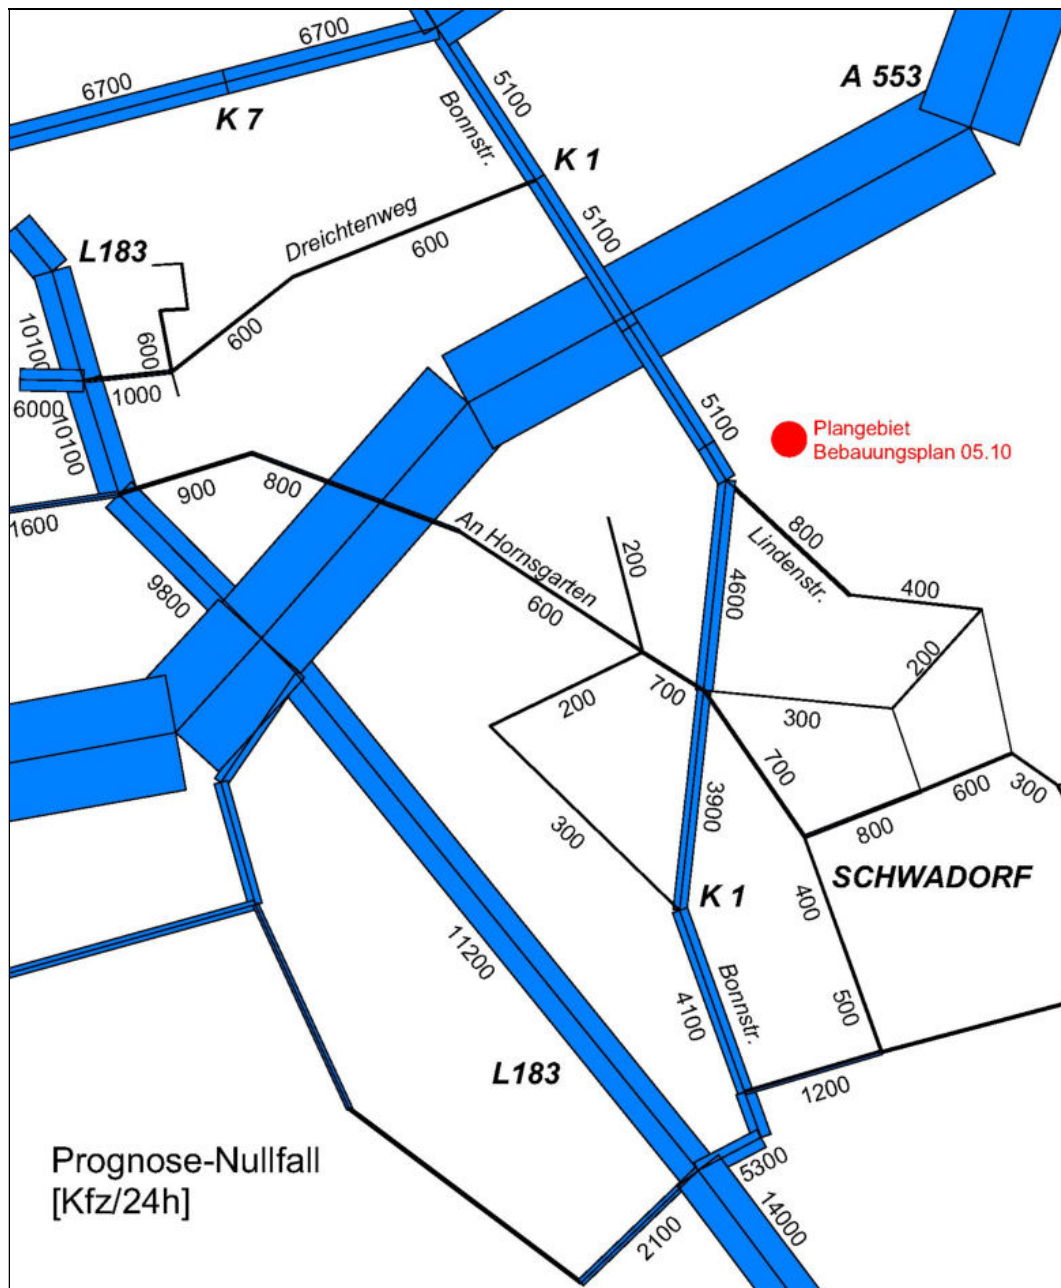 6700
6700
K 7
Bonnstr.
5100
A 553
K 1
Dreichtenweg
600
5100
L183
10100
600
600
6000
1000
10100
5100
Plangebiet
Bebauungsplan 05.10
900
800
1600
An Hornsgarten
200
800
Lindenstr.
9800
600
4600
400
200
200
700
300
700
3900
300
600
300
800
K 1
SCHWADORF
400
11200
Bonnstr.
4100
500
L183
1200
Prognose-Nullfall
[Kfz/24h]
5300
14000
2100